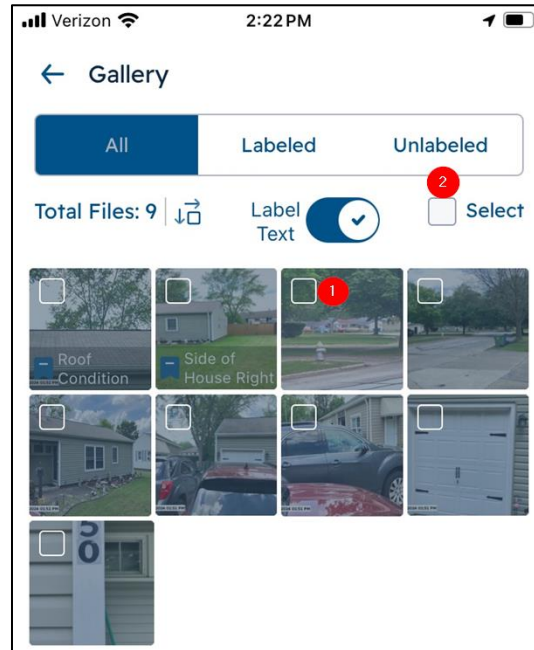 Verizon 2:22 PM
Gallery
All Labeled Unlabeled
2
Total Files: 9 Label Text Select
1
Roof Condition
Side of House Right
50